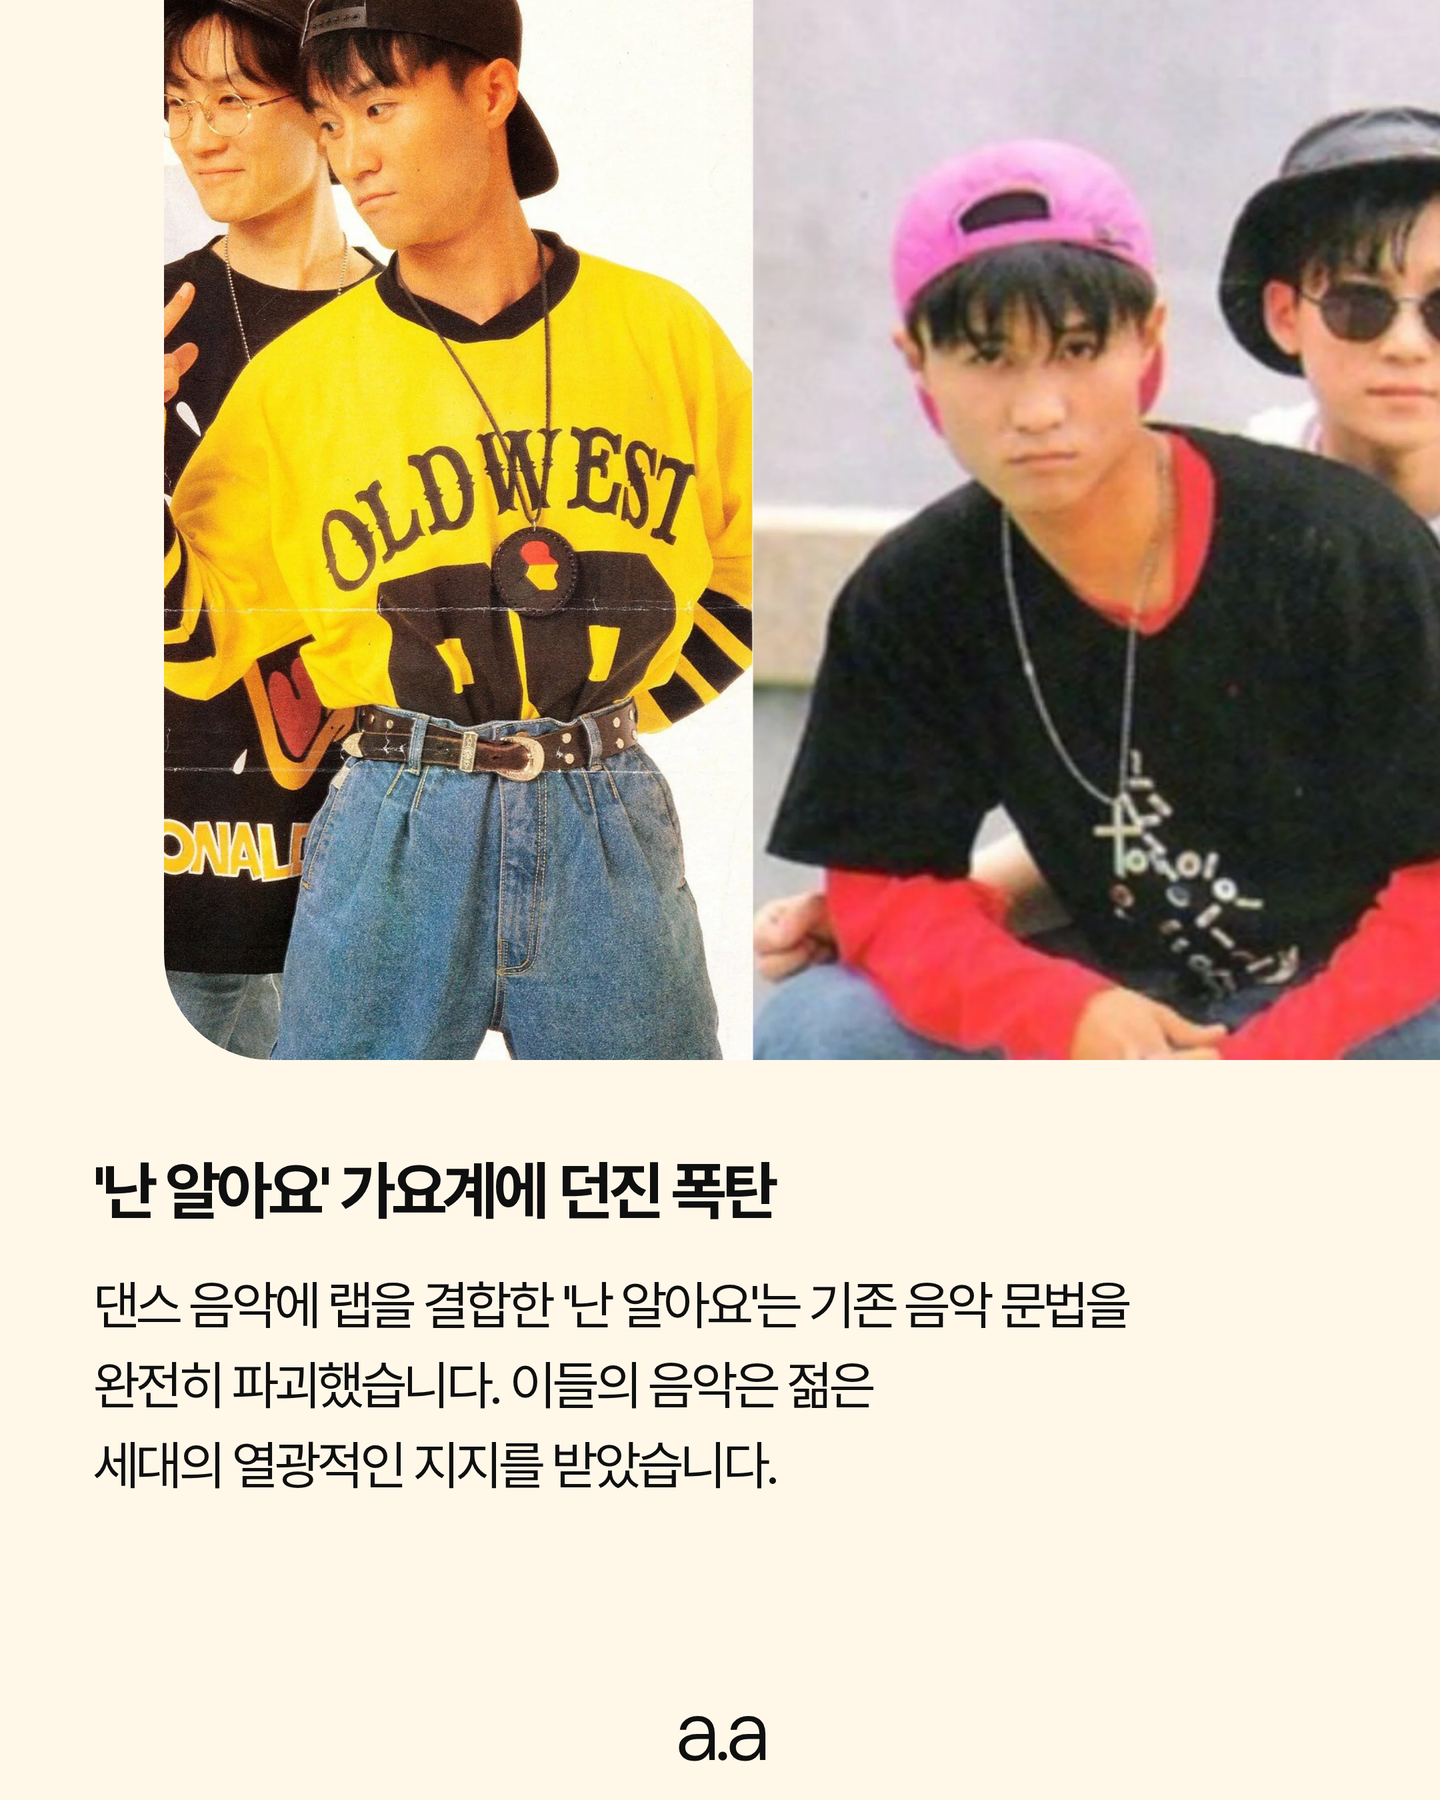 OLD WEST
ONAL
'난 알아요' 가요계에 던진 폭탄
댄스 음악에 랩을 결합한 '난 알아요'는 기존 음악 문법을
완전히 파괴했습니다. 이들의 음악은 젊은
세대의 열광적인 지지를 받았습니다.
a.a